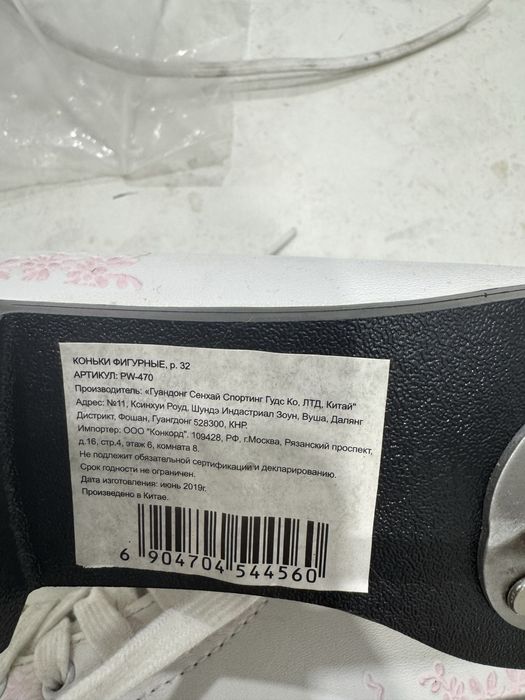 КОНЬКИ ФИГУРНЫЕ, р. 32
АРТИКУЛ: PW-470
Производитель: «Гуандонг Сенхай Спортинг Гудс Ко, ЛТД, Китай"
Адрес: №11, Ксинхуи Роуд, Шундэ Индастриал Зоун, Вуша, Далянг
Дистрикт, Фошан, Гуангдонг 528300, КНР.
Импортер: ООО "Конкорд". 109428, РФ, г.Москва, Рязанский проспект,
д.16, стр.4, этаж 6, комната 8.
Не подлежит обязательной сертификации и декларированию.
Срок годности не ограничен.
Дата изготовления: июнь 2019г.
Произведено в Китае.
6 904704 544560